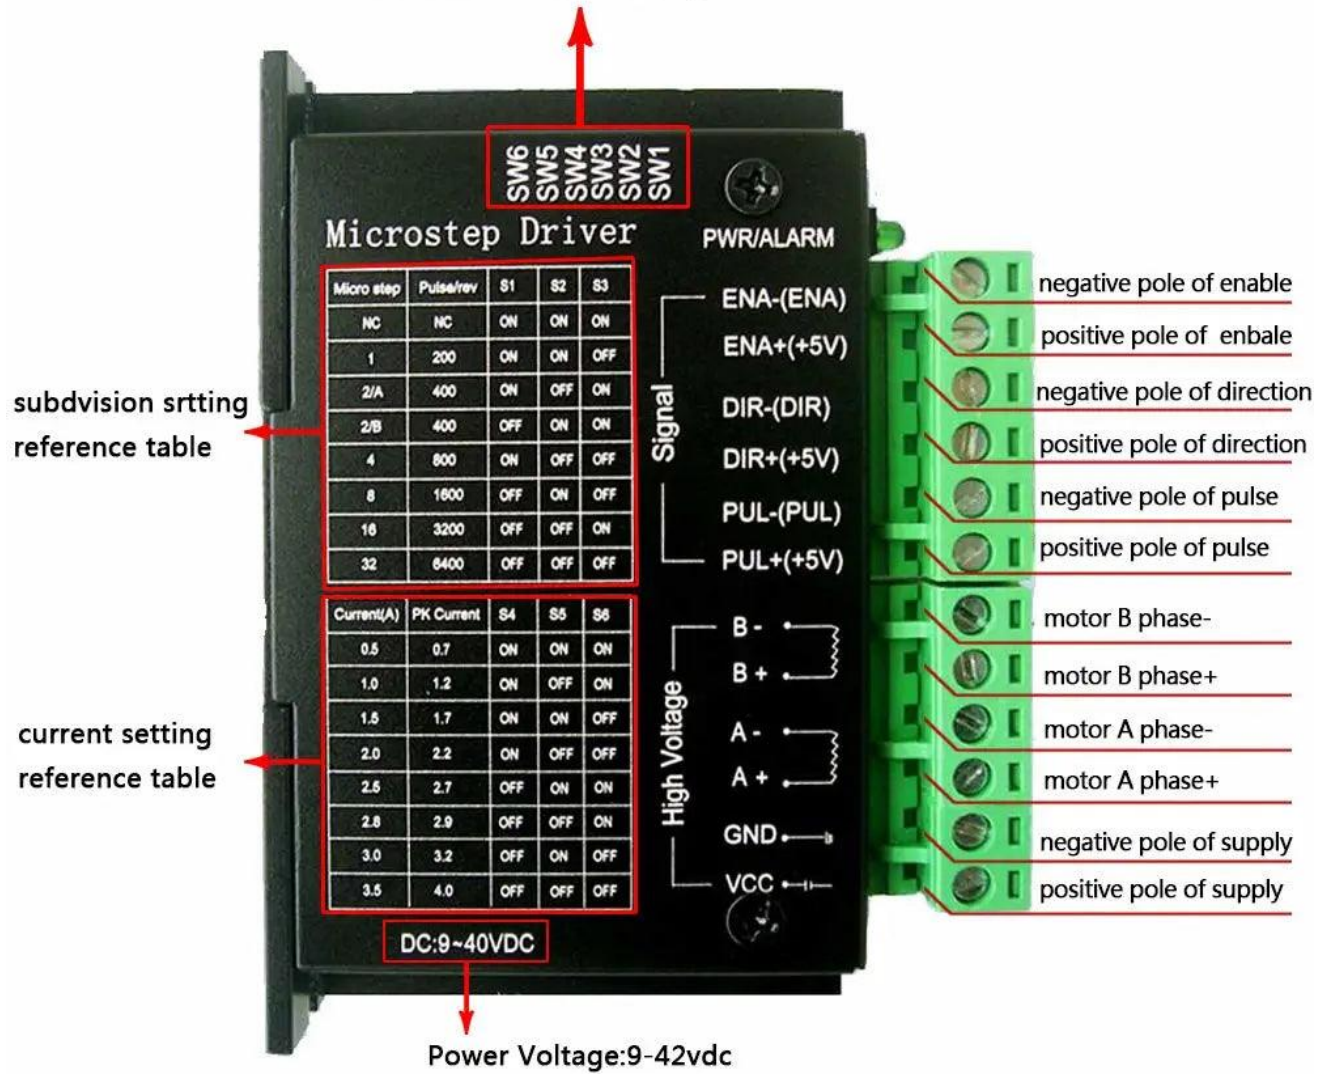 SW6
SW5
SW4
SW3
SW2
SW1
Microstep Driver
PWR/ALARM
Micro step Pulse/rev S1 S2 S3
NC NC ON ON ON
1 200 ON ON OFF
2/A 400 ON OFF ON
2/B 400 OFF ON ON
4 800 ON OFF OFF
8 1600 OFF ON OFF
16 3200 OFF OFF ON
32 6400 OFF OFF OFF
subdvision srtting
reference table
Current(A) PK Current S4 S5 S6
0.5 0.7 ON ON ON
1.0 1.2 ON OFF ON
1.5 1.7 ON ON OFF
2.0 2.2 ON OFF OFF
2.5 2.7 OFF ON ON
2.8 2.9 OFF OFF ON
3.0 3.2 OFF ON OFF
3.5 4.0 OFF OFF OFF
current setting
reference table
Signal
ENA-(ENA)
ENA+(+5V)
DIR-(DIR)
DIR+(+5V)
PUL-(PUL)
PUL+(+5V)
High Voltage
B -
B +
A -
A +
GND
VCC
negative pole of enable
positive pole of enbale
negative pole of direction
positive pole of direction
negative pole of pulse
positive pole of pulse
motor B phase-
motor B phase+
motor A phase-
motor A phase+
negative pole of supply
positive pole of supply
DC:9~40VDC
Power Voltage:9-42vdc